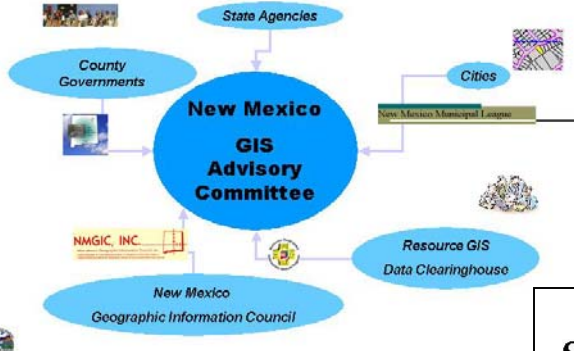 State Agencies
County
Governments
Cities
New Mexico
GIS
Advisory
Committee
New Mexico Municipal League
NMGIC, INC.
Resource GIS
Data Clearinghouse
New Mexico
Geographic Information Council